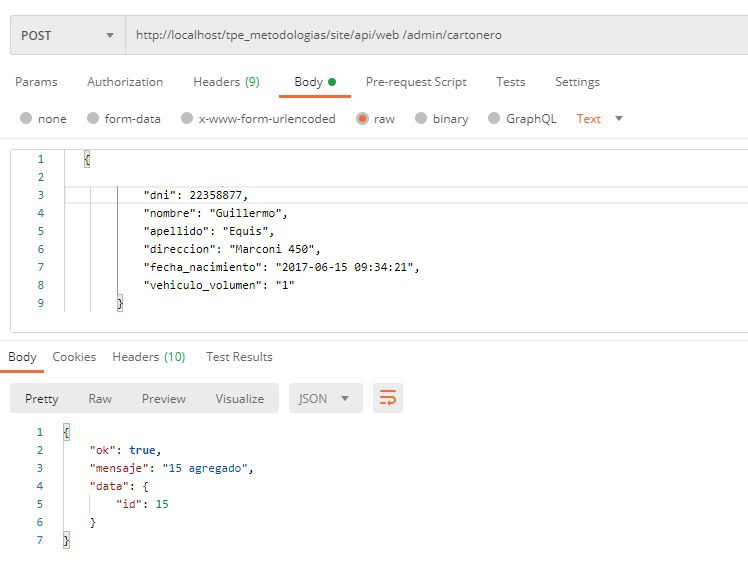 POST http://localhost/tpe_metodologias/site/api/web /admin/cartonero
Params Authorization Headers (9) Body Pre-request Script Tests Settings
none form-data x-www-form-urlencoded raw binary GraphQL Text
1 {
2
3 "dni": 22358877,
4 "nombre": "Guillermo",
5 "apellido": "Equis",
6 "direccion": "Marconi 450",
7 "fecha_nacimiento": "2017-06-15 09:34:21",
8 "vehiculo_volumen": "1"
9 }
Body Cookies Headers (10) Test Results
Pretty Raw Preview Visualize JSON
1 {
2 "ok": true,
3 "mensaje": "15 agregado",
4 "data": {
5 "id": 15
6 }
7 }